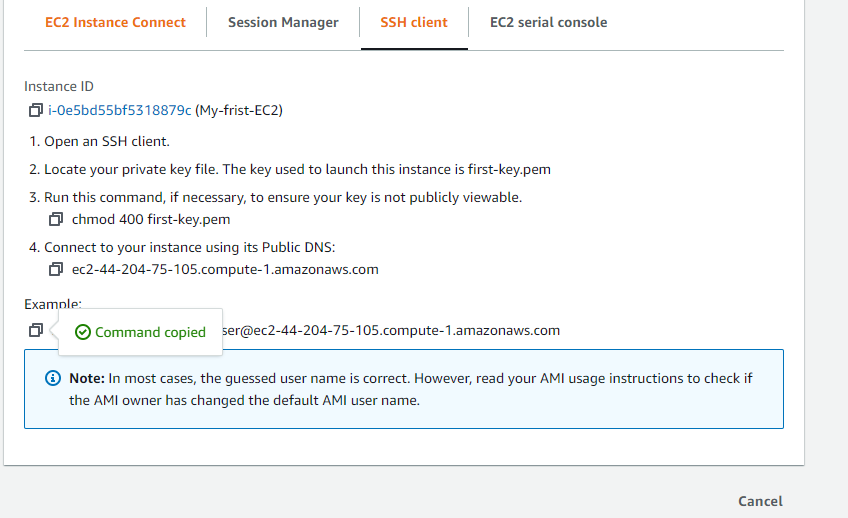 EC2 Instance Connect
Session Manager
SSH client
EC2 serial console
Instance ID
i-0e5bd55bf5318879c (My-frist-EC2)
1. Open an SSH client.
2. Locate your private key file. The key used to launch this instance is first-key.pem
3. Run this command, if necessary, to ensure your key is not publicly viewable.
chmod 400 first-key.pem
4. Connect to your instance using its Public DNS:
ec2-44-204-75-105.compute-1.amazonaws.com
Example:
Command copied
ser@ec2-44-204-75-105.compute-1.amazonaws.com
Note: In most cases, the guessed user name is correct. However, read your AMI usage instructions to check if
the AMI owner has changed the default AMI user name.
Cancel